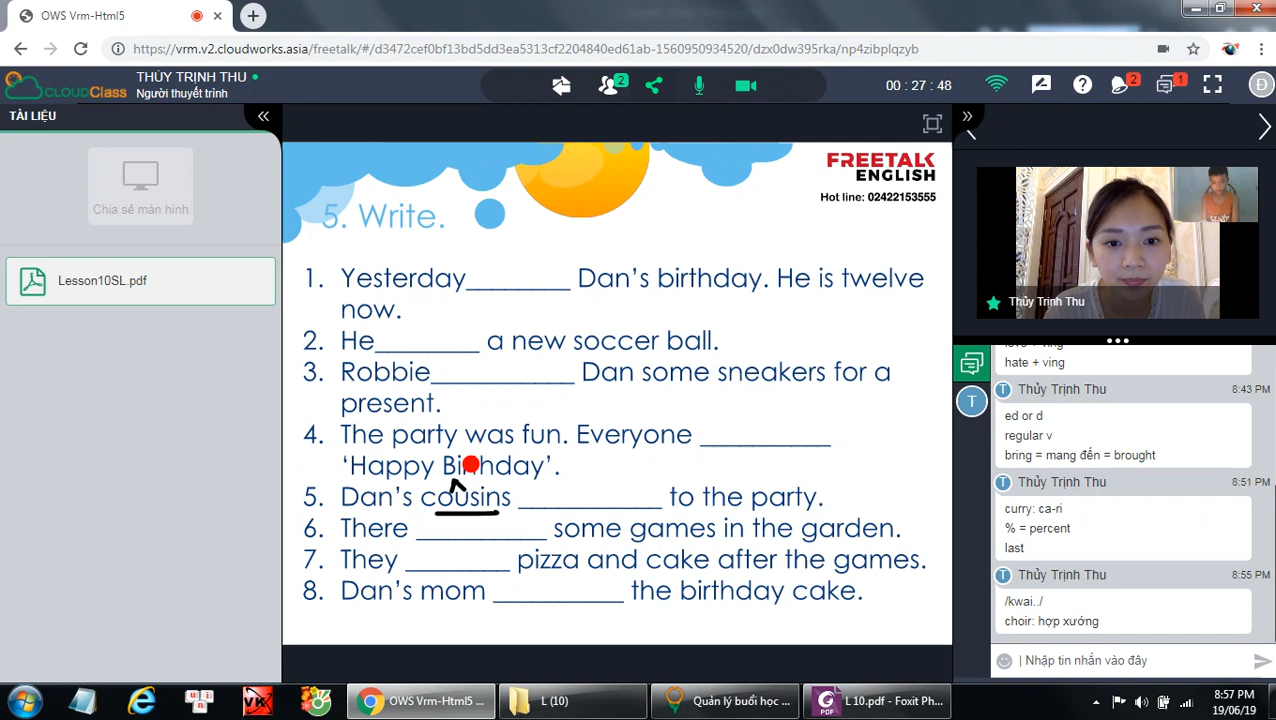 OWS Vrm-Html5
https://vrm.v2.cloudworks.asia/freetalk/#/d3472cef0bf13bd5dd3ea5313cf2204840ed61ab-1560950934520/dzx0dw395rka/np4zibplqzyb
CLOUDClass
THỦY TRỊNH THU
Người thuyết trình
2
00 : 27 : 48
2
1
Đ
TÀI LIỆU
Chia sẻ màn hình
Lesson10SL.pdf
FREETALK
ENGLISH
Hot line: 02422153555
5. Write.
1. Yesterday________ Dan's birthday. He is twelve
now.
2. He________ a new soccer ball.
3. Robbie___________ Dan some sneakers for a
present.
4. The party was fun. Everyone __________
'Happy Birthday'.
5. Dan's cousins ___________ to the party.
6. There __________ some games in the garden.
7. They ________ pizza and cake after the games.
8. Dan's mom __________ the birthday cake.
Thủy Trịnh Thu
hate + ving
T Thủy Trịnh Thu 8:43 PM
T
ed or d
regular v
bring = mang đến = brought
T Thủy Trịnh Thu 8:51 PM
curry: ca-ri
% = percent
last
T Thủy Trịnh Thu 8:55 PM
/kwai../
choir: hợp xướng
Nhập tin nhắn vào đây
OWS Vrm-Html5 ...
L (10)
Quản lý buổi học ...
L 10.pdf - Foxit Ph...
8:57 PM
19/06/19